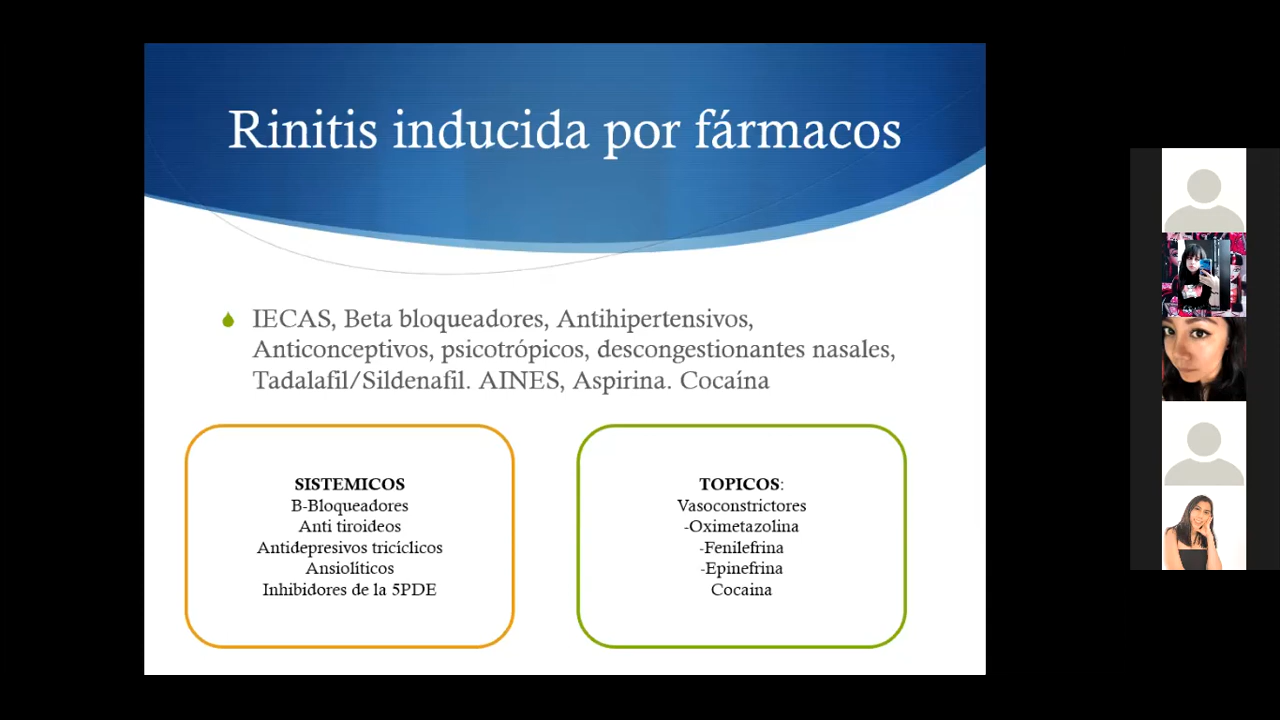 Rinitis inducida por fármacos
IECAS, Beta bloqueadores, Antihipertensivos,
Anticonceptivos, psicotrópicos, descongestionantes nasales,
Tadalafil/Sildenafil. AINES, Aspirina. Cocaína
SISTEMICOS
B-Bloqueadores
Anti tiroideos
Antidepresivos tricíclicos
Ansiolíticos
Inhibidores de la 5PDE
TOPICOS:
Vasoconstrictores
-Oximetazolina
-Fenilefrina
-Epinefrina
Cocaina